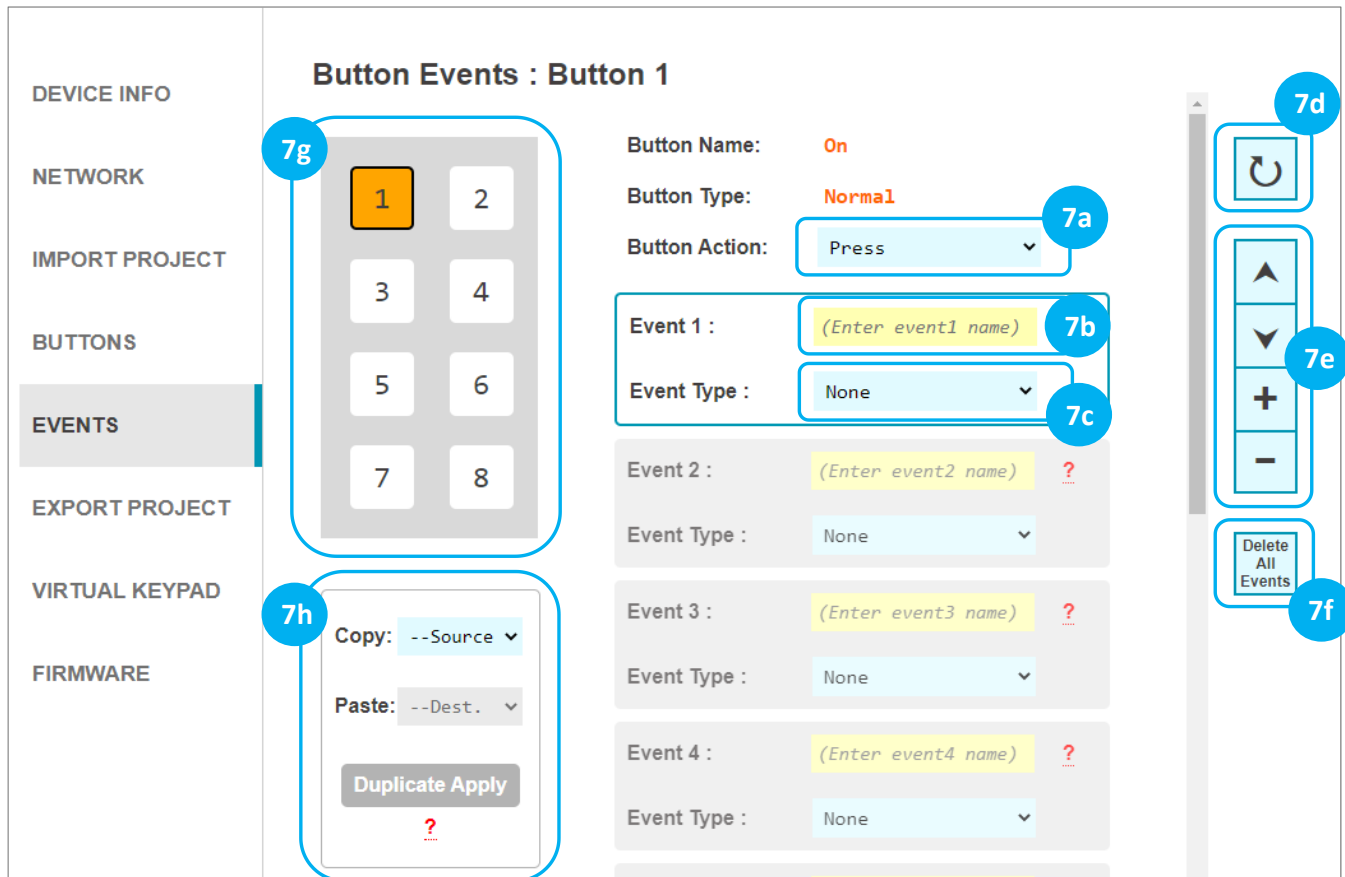 DEVICE INFO
NETWORK
IMPORT PROJECT
BUTTONS
EVENTS
EXPORT PROJECT
VIRTUAL KEYPAD
FIRMWARE
Button Events : Button 1
7g
1 2
3 4
5 6
7 8
7h
Copy: --Source
Paste: --Dest.
Duplicate Apply
?
Button Name: On
Button Type: Normal
7a
Button Action: Press
Event 1 : (Enter event1 name) 7b
Event Type : None
7c
Event 2 : (Enter event2 name) ?
Event Type : None
Event 3 : (Enter event3 name) ?
Event Type : None
Event 4 : (Enter event4 name) ?
Event Type : None
7d
7e
+
−
Delete
All
Events
7f